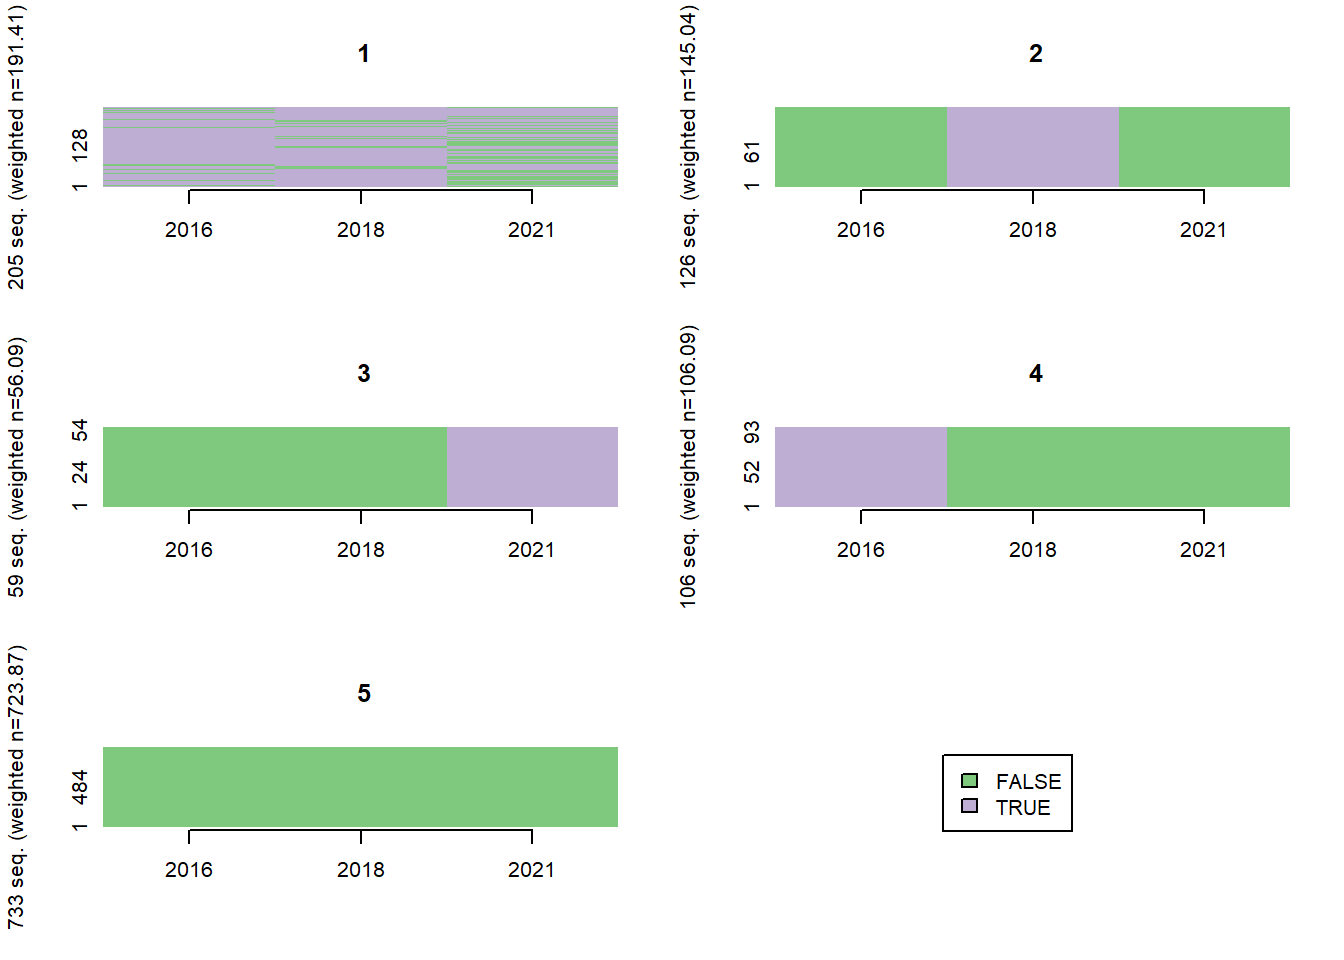 1
205 seq. (weighted n=191.41)
1 128
2016 2018 2021
2
126 seq. (weighted n=145.04)
1 61
2016 2018 2021
3
59 seq. (weighted n=56.09)
1 24 54
2016 2018 2021
4
106 seq. (weighted n=106.09)
1 52 93
2016 2018 2021
5
733 seq. (weighted n=723.87)
1 484
2016 2018 2021
FALSE
TRUE